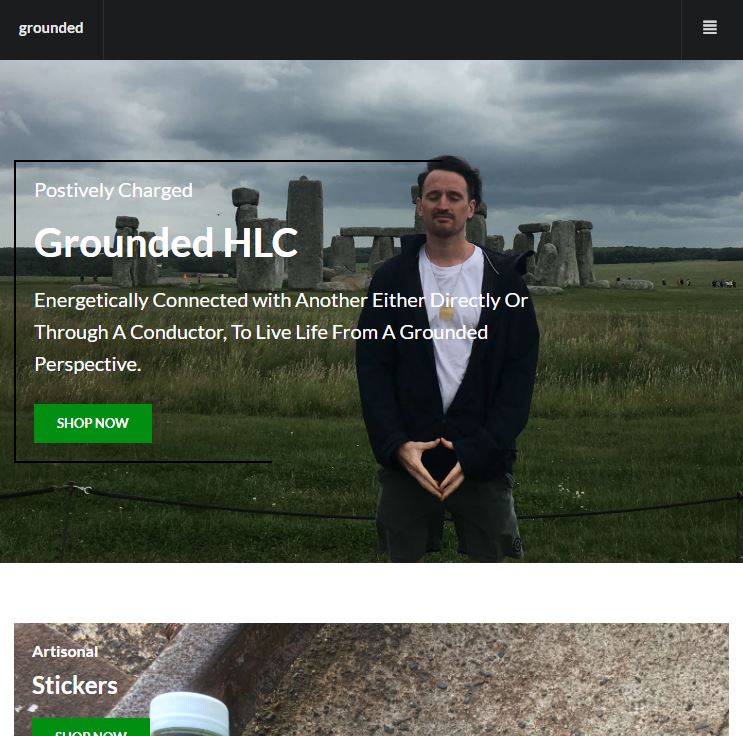 grounded
Postively Charged
Grounded HLC
Energetically Connected with Another Either Directly Or
Through A Conductor, To Live Life From A Grounded
Perspective.
SHOP NOW
Artisonal
Stickers
SHOP NOW